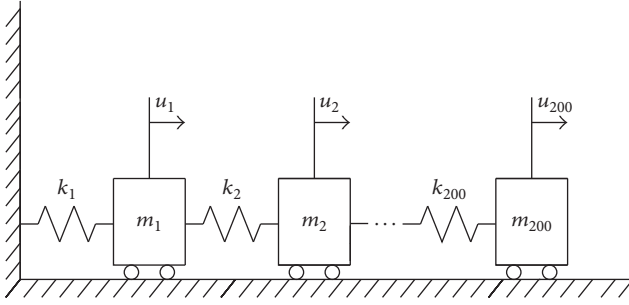 u₁ u₂ u₂₀₀
k₁ k₂ k₂₀₀
m₁ m₂ ... m₂₀₀